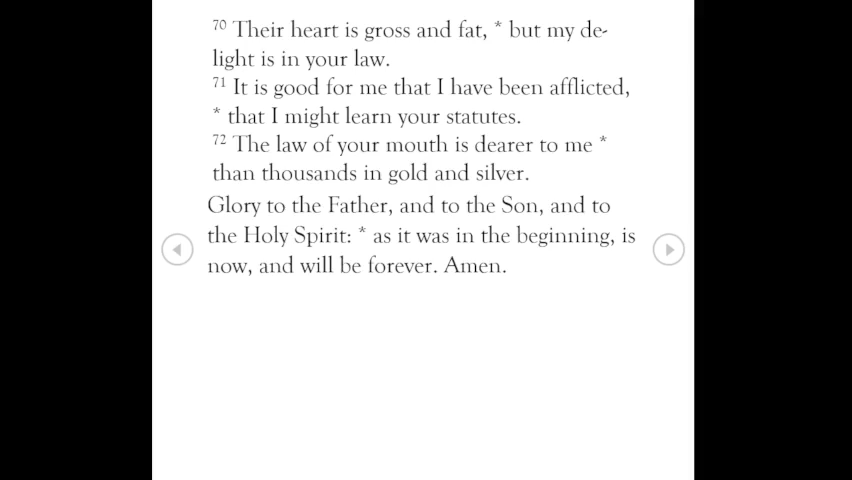 70 Their heart is gross and fat, * but my de-
light is in your law.
71 It is good for me that I have been afflicted,
* that I might learn your statutes.
72 The law of your mouth is dearer to me *
than thousands in gold and silver.
Glory to the Father, and to the Son, and to
the Holy Spirit: * as it was in the beginning, is
now, and will be forever. Amen.